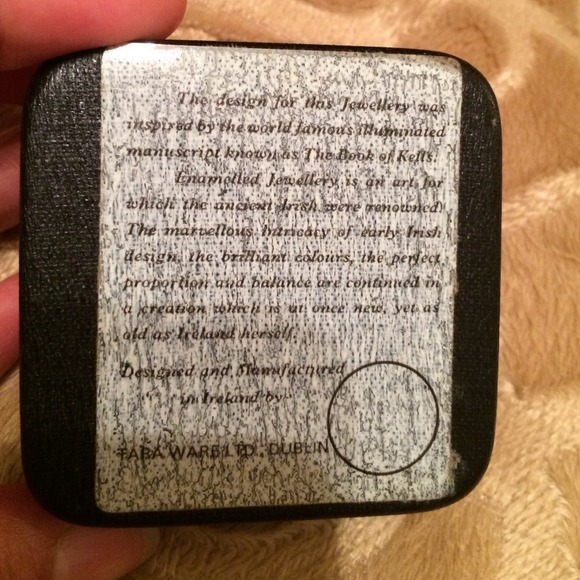 The design for this Jewellery was
inspired by the world famous illuminated
manuscript known as The Book of Kells.
Enamelled Jewellery is an art for
which the ancient Irish were renowned.
The marvellous intricacy of early Irish
design, the brilliant colours, the perfect
proportion and balance are continued in
a creation which is at once new, yet as
old as Ireland herself.
Designed and Manufactured
in Ireland by
TARA WARE LTD., DUBLIN